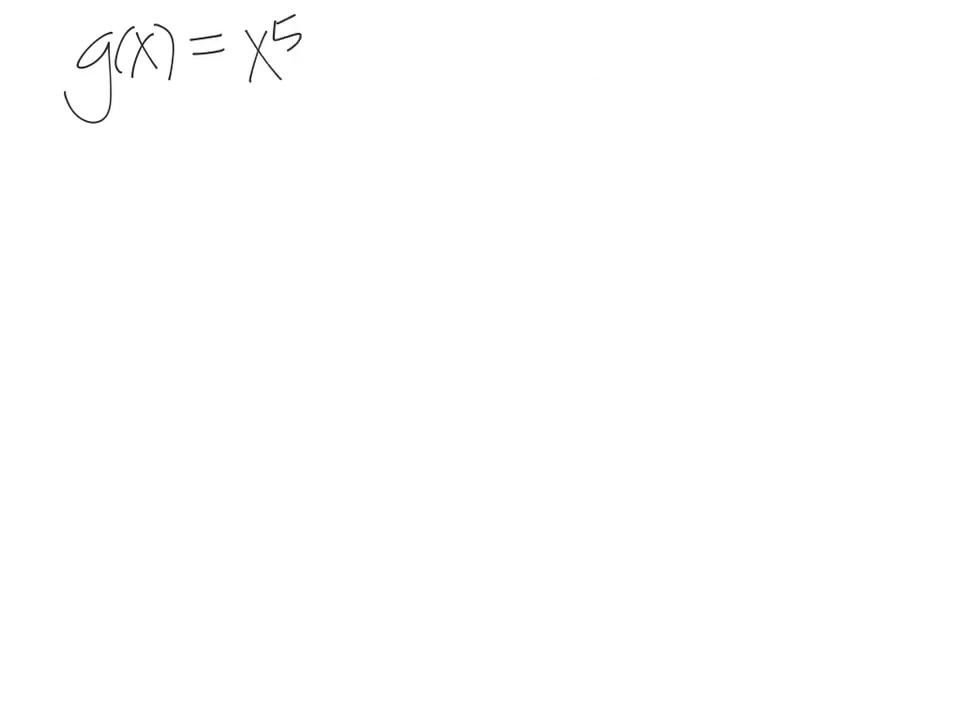 g(x) = x⁵